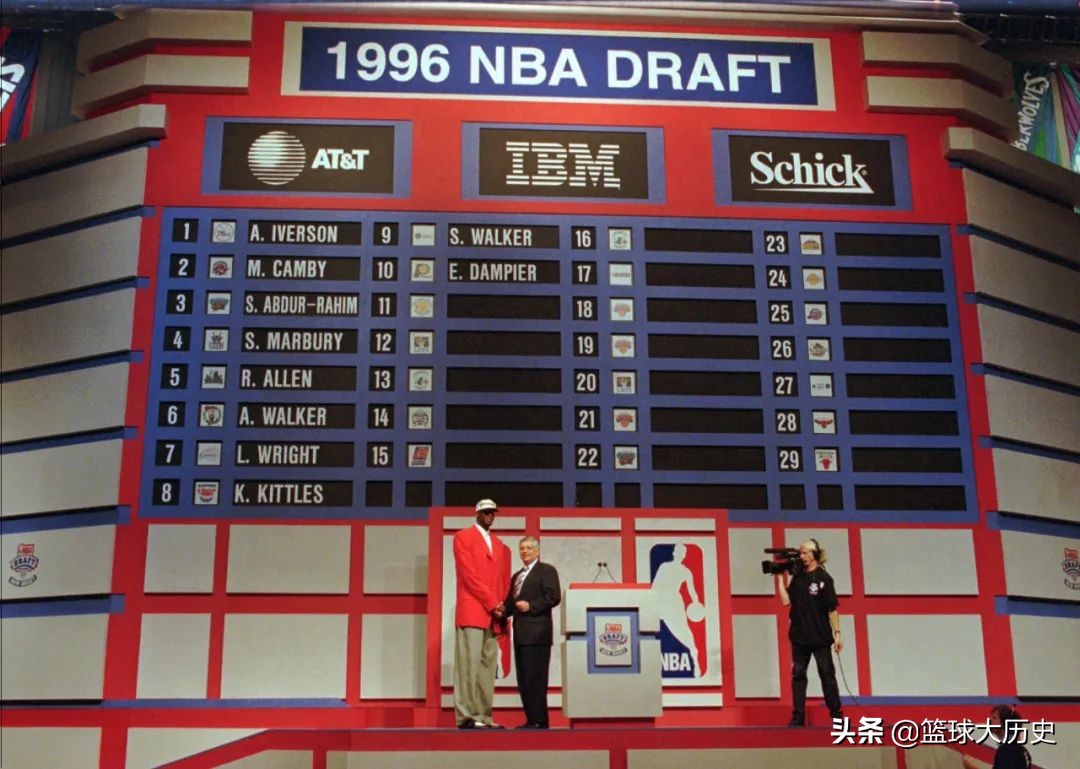 1996 NBA DRAFT
AT&T
IBM
Schick
1 A. IVERSON 9 S. WALKER 16 23
2 M. CAMBY 10 E. DAMPIER 17 24
3 S. ABDUR-RAHIM 11 18 25
4 S. MARBURY 12 19 26
5 R. ALLEN 13 20 27
6 A. WALKER 14 21 28
7 L. WRIGHT 15 22 29
8 K. KITTLES
DRAFT
NBA
头条 @篮球大历史